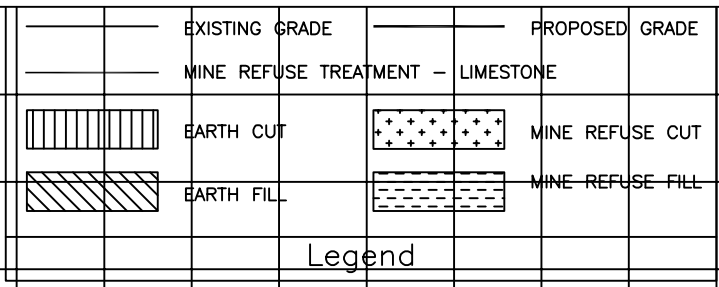 EXISTING GRADE
PROPOSED GRADE
MINE REFUSE TREATMENT - LIMESTONE
EARTH CUT
MINE REFUSE CUT
EARTH FILL
MINE REFUSE FILL
Legend